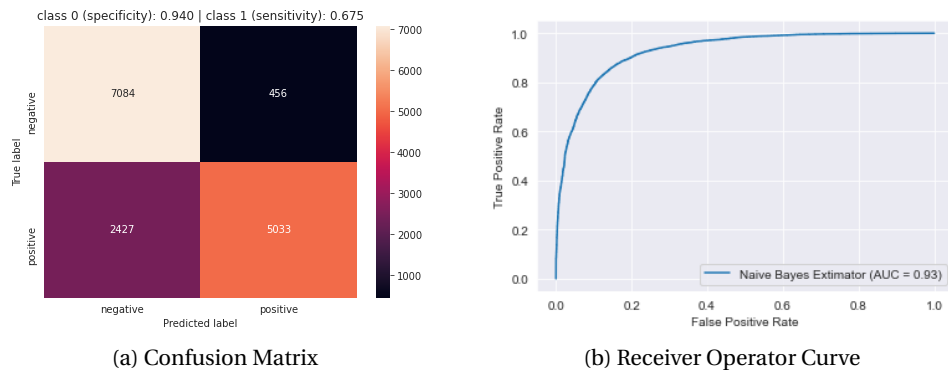 class 0 (specificity): 0.940 | class 1 (sensitivity): 0.675
negative
positive
True label
7084
456
2427
5033
negative
positive
Predicted label
7000
6000
5000
4000
3000
2000
1000
(a) Confusion Matrix
True Positive Rate
1.0
0.8
0.6
0.4
0.2
0.0
Naive Bayes Extimator (AUC = 0.93)
0.0
0.2
0.4
0.6
0.8
1.0
False Positive Rate
(b) Receiver Operator Curve